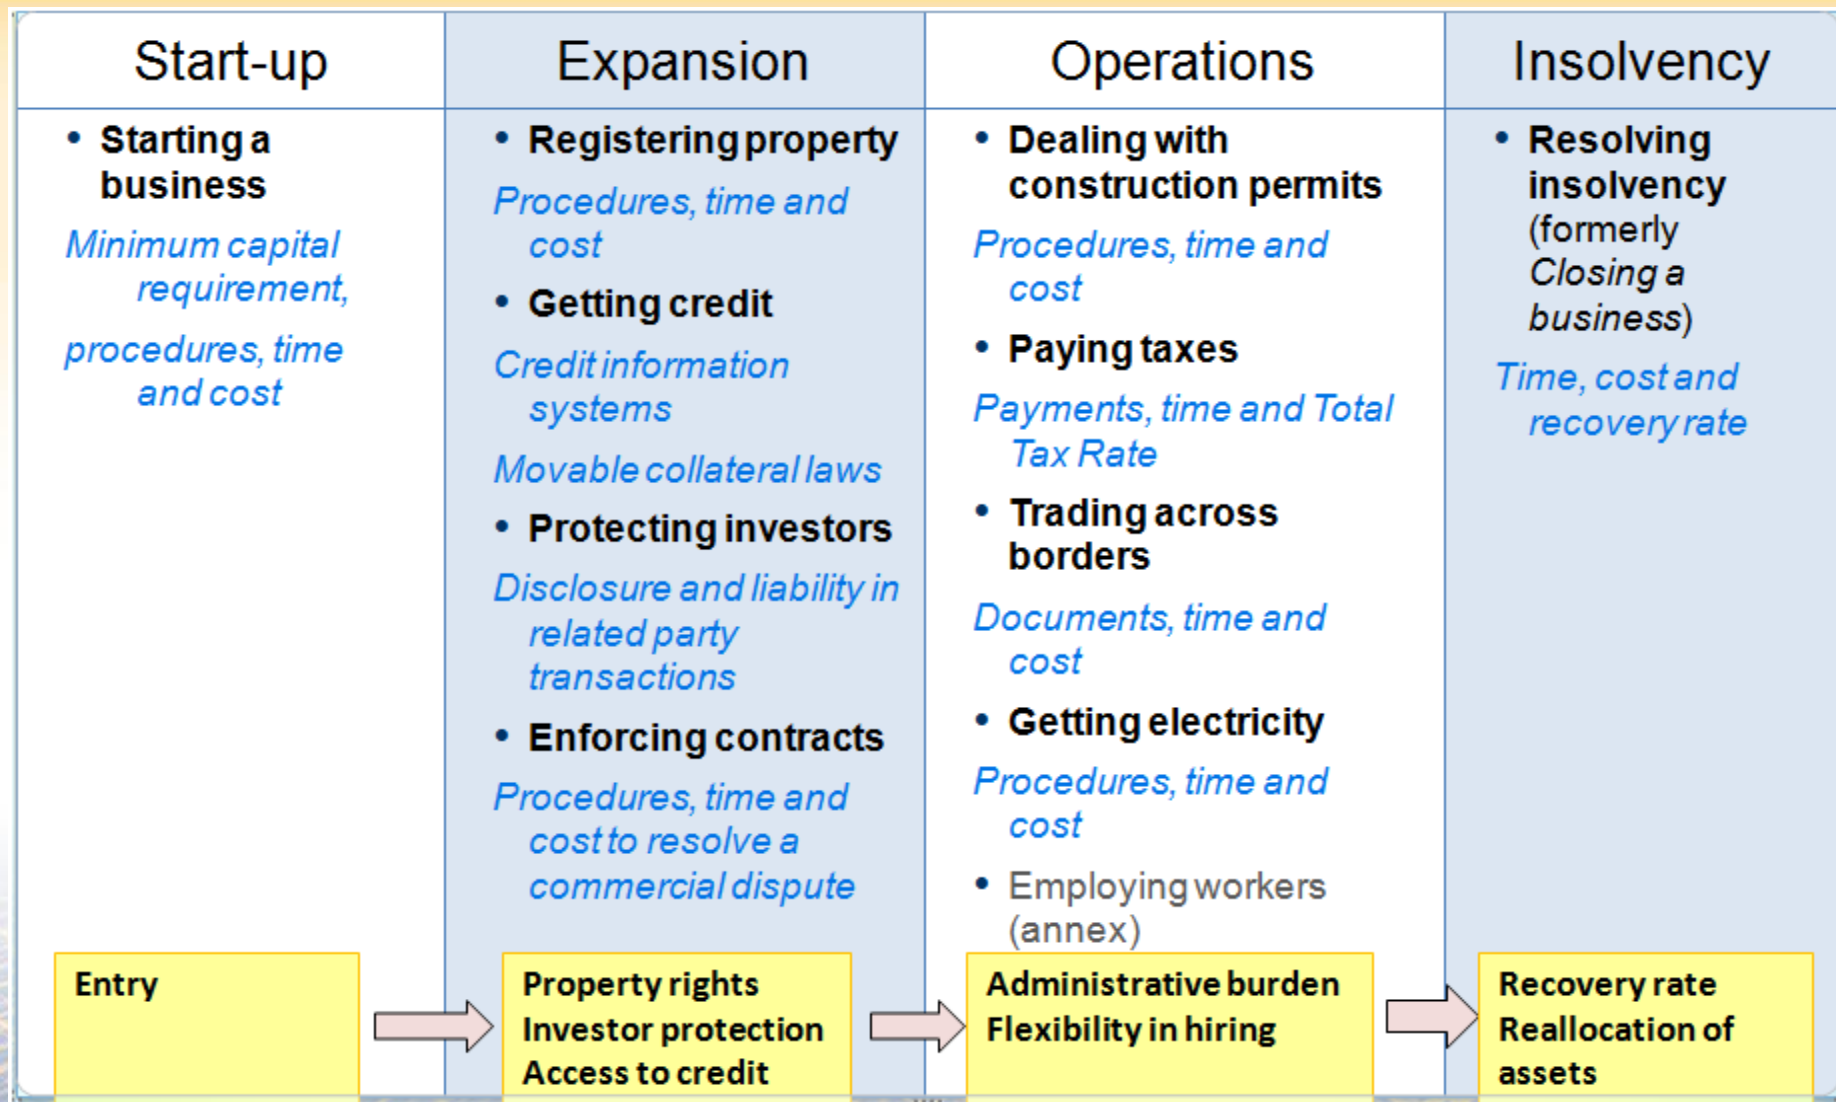 Start-up
• Starting a
business
Minimum capital
requirement,
procedures, time
and cost
Entry
Expansion
• Registering property
Procedures, time and
cost
• Getting credit
Credit information
systems
Movable collateral laws
• Protecting investors
Disclosure and liability in
related party
transactions
• Enforcing contracts
Procedures, time and
cost to resolve a
commercial dispute
Property rights
Investor protection
Access to credit
Operations
• Dealing with
construction permits
Procedures, time and
cost
• Paying taxes
Payments, time and Total
Tax Rate
• Trading across
borders
Documents, time and
cost
• Getting electricity
Procedures, time and
cost
• Employing workers
(annex)
Administrative burden
Flexibility in hiring
Insolvency
• Resolving
insolvency
(formerly
Closing a
business)
Time, cost and
recovery rate
Recovery rate
Reallocation of
assets